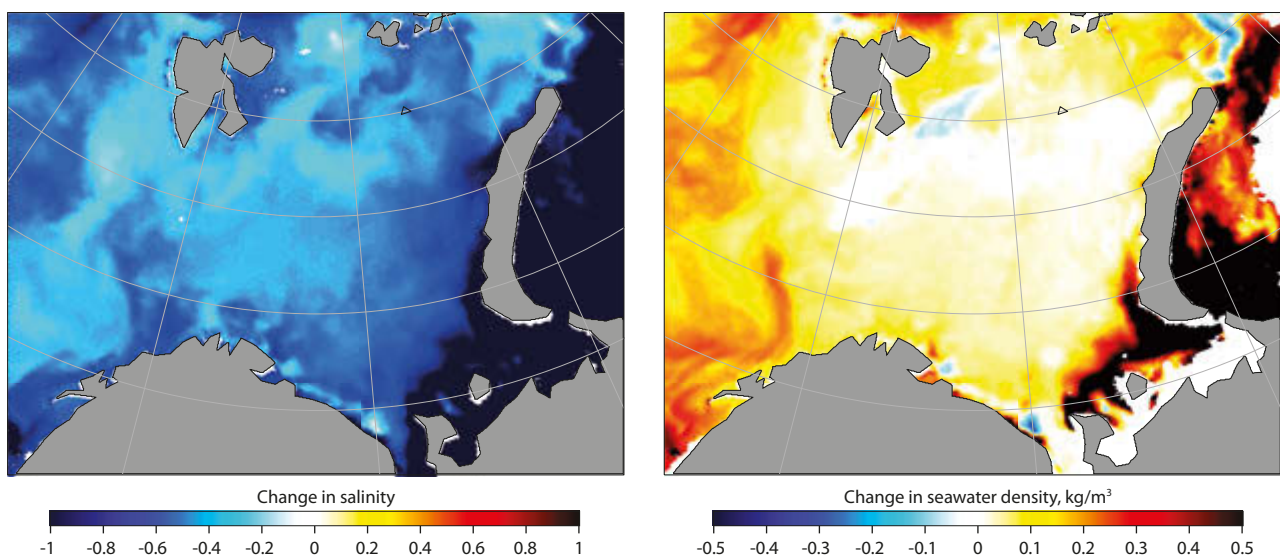 Change in salinity
-1 -0.8 -0.6 -0.4 -0.2 0 0.2 0.4 0.6 0.8 1
Change in seawater density, kg/m³
-0.5 -0.4 -0.3 -0.2 -0.1 0 0.1 0.2 0.3 0.4 0.5